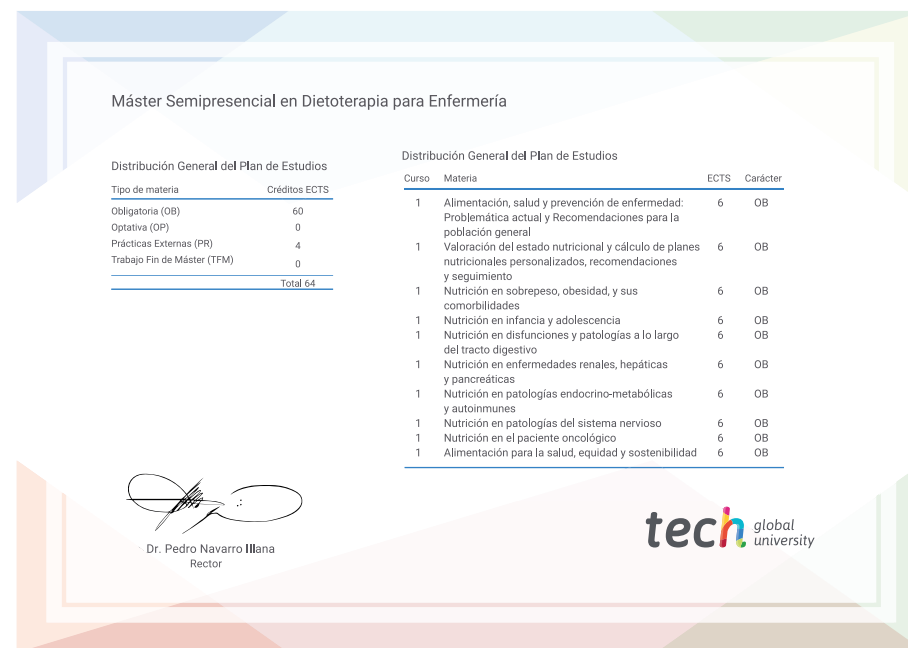 Máster Semipresencial en Dietoterapia para Enfermería
Distribución General del Plan de Estudios
Tipo de materia Créditos ECTS
Obligatoria (OB) 60
Optativa (OP) 0
Prácticas Externas (PR) 4
Trabajo Fin de Máster (TFM) 0
Total 64
Distribución General del Plan de Estudios
Curso Materia ECTS Carácter
1 Alimentación, salud y prevención de enfermedad: 6 OB
Problemática actual y Recomendaciones para la
población general
1 Valoración del estado nutricional y cálculo de planes 6 OB
nutricionales personalizados, recomendaciones
y seguimiento
1 Nutrición en sobrepeso, obesidad, y sus 6 OB
comorbilidades
1 Nutrición en infancia y adolescencia 6 OB
1 Nutrición en disfunciones y patologías a lo largo 6 OB
del tracto digestivo
1 Nutrición en enfermedades renales, hepáticas 6 OB
y pancreáticas
1 Nutrición en patologías endocrino-metabólicas 6 OB
y autoinmunes
1 Nutrición en patologías del sistema nervioso 6 OB
1 Nutrición en el paciente oncológico 6 OB
1 Alimentación para la salud, equidad y sostenibilidad 6 OB
Dr. Pedro Navarro Illana
Rector
tech global
university